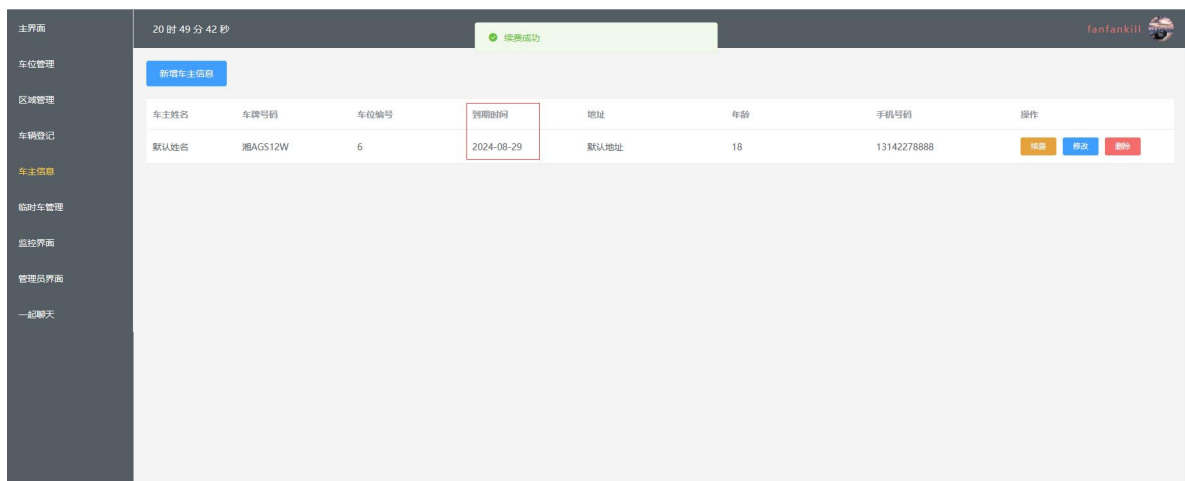 主界面
20 时 49 分 42 秒
续费成功
fanfankill
车位管理
新增车主信息
区域管理
车主姓名 车牌号码 车位编号 到期时间 地址 年龄 手机号码 操作
车辆登记
默认姓名 湘AGS12W 6 2024-08-29 默认地址 18 13142278888 续费 修改 删除
车主信息
临时车管理
监控界面
管理员界面
一起聊天